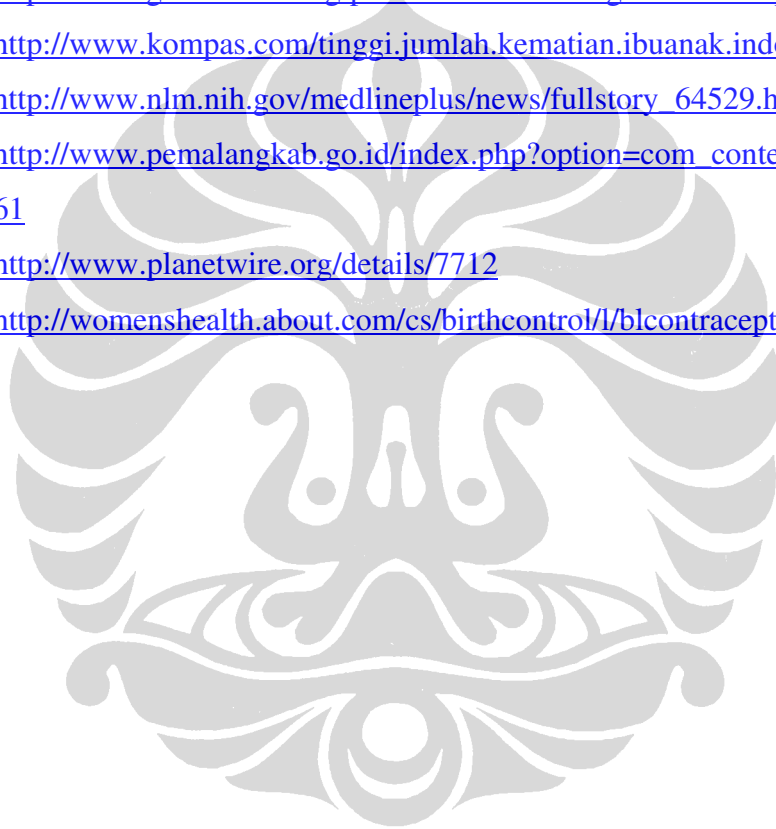 http://www.kompas.com/tinggi.jumlah.kematian.ibuanak.inde
http://www.nlm.nih.gov/medlineplus/news/fullstory_64529.h
http://www.pemalangkab.go.id/index.php?option=com_conte
61
http://www.planetwire.org/details/7712
http://womenshealth.about.com/cs/birthcontrol/l/blcontracept